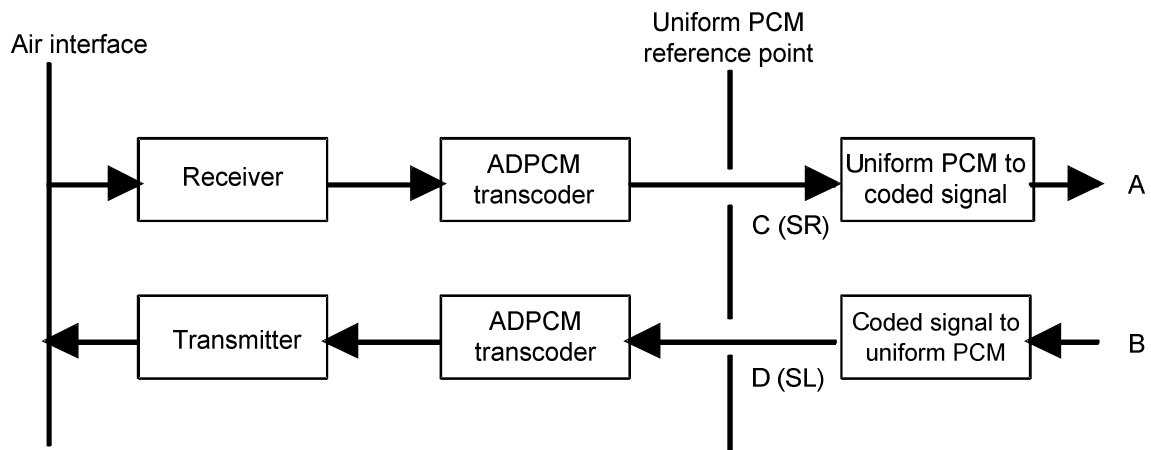 Air interface
Uniform PCM
reference point
Receiver
ADPCM
transcoder
Uniform PCM to
coded signal
A
C (SR)
Transmitter
ADPCM
transcoder
Coded signal to
uniform PCM
B
D (SL)